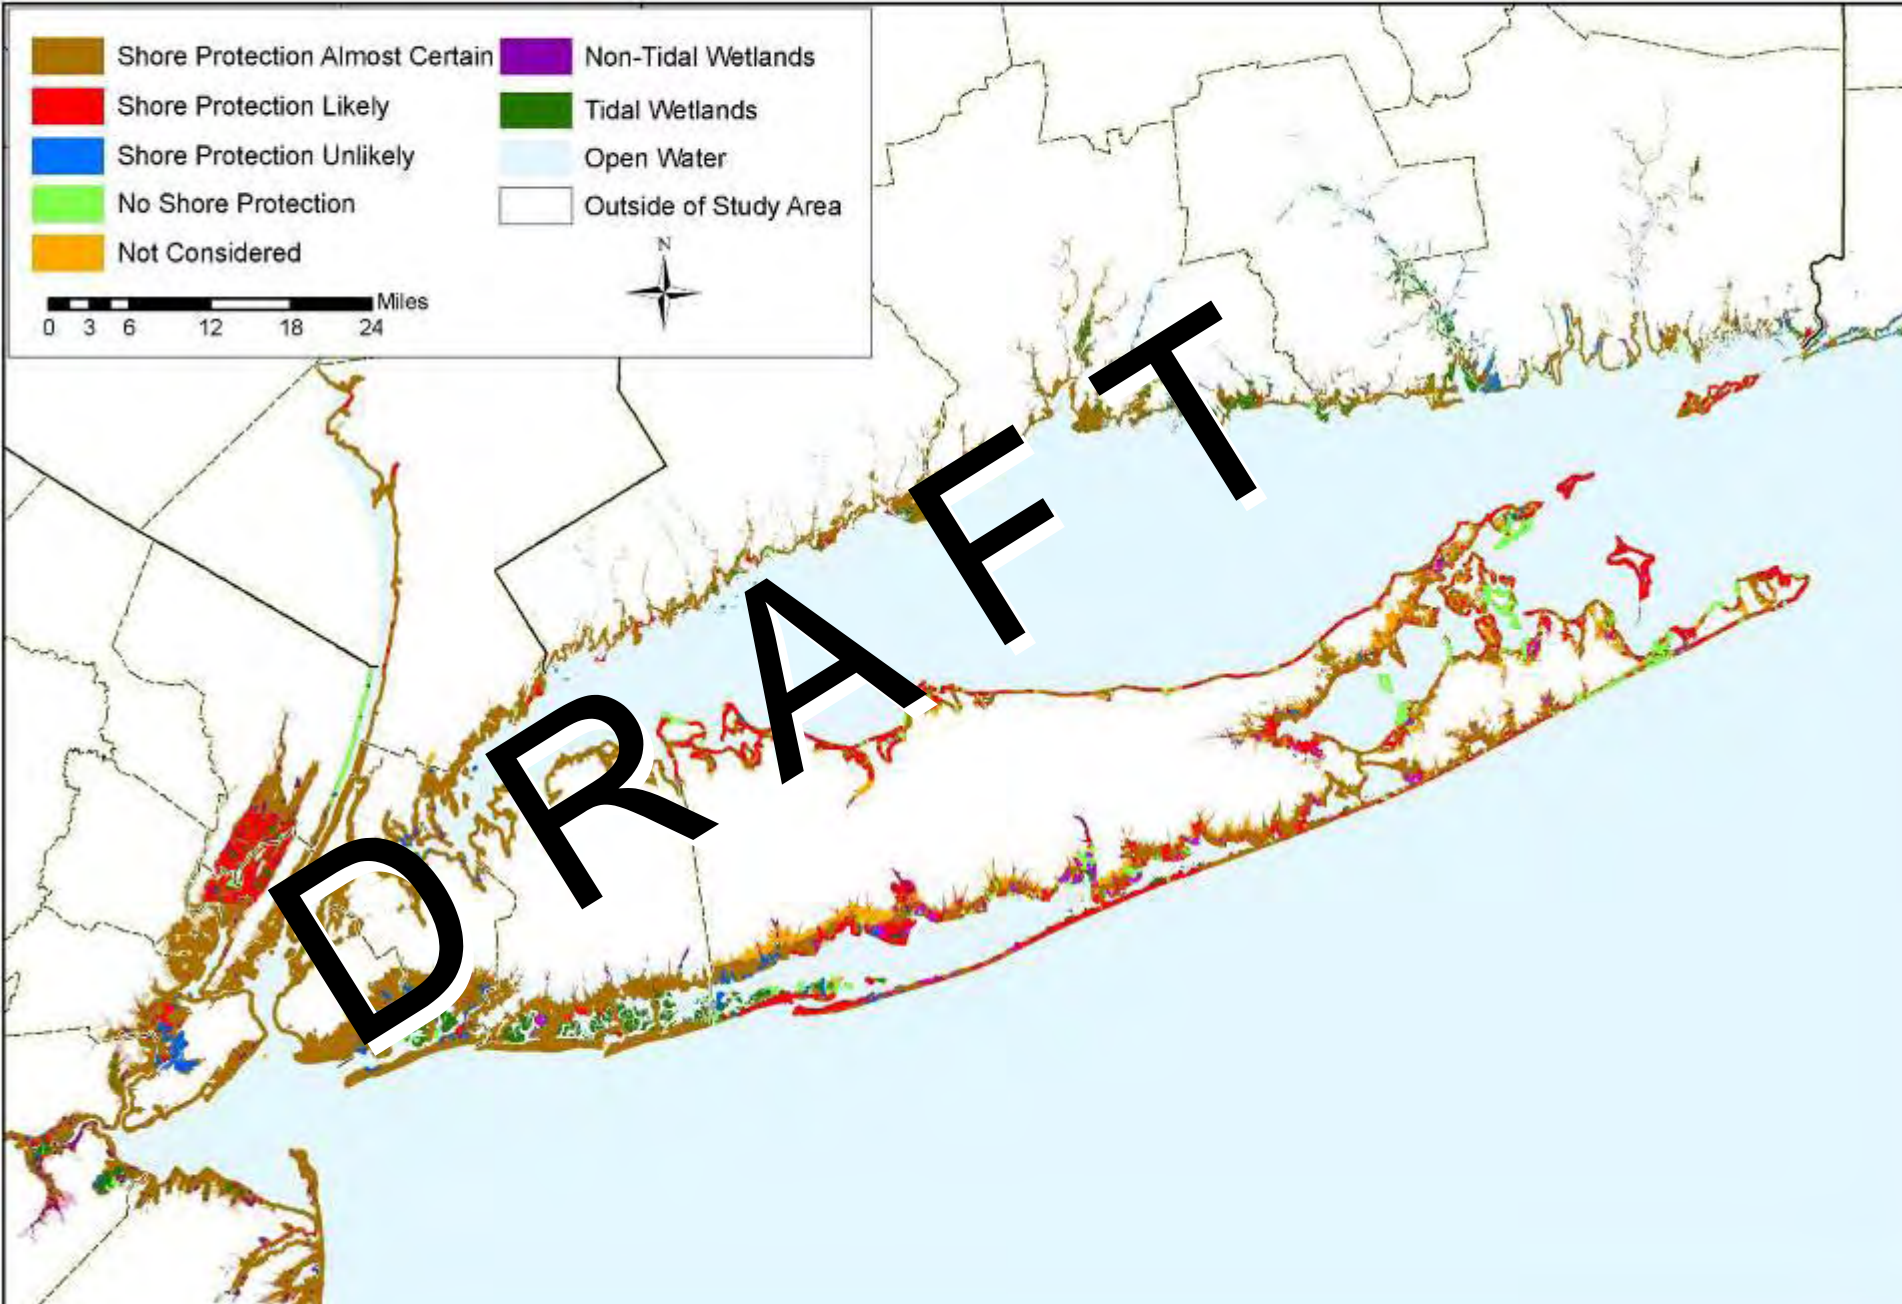 Shore Protection Almost Certain
Shore Protection Likely
Shore Protection Unlikely
No Shore Protection
Not Considered
Non-Tidal Wetlands
Tidal Wetlands
Open Water
Outside of Study Area
N
Miles
0 3 6 12 18 24
DRAFT